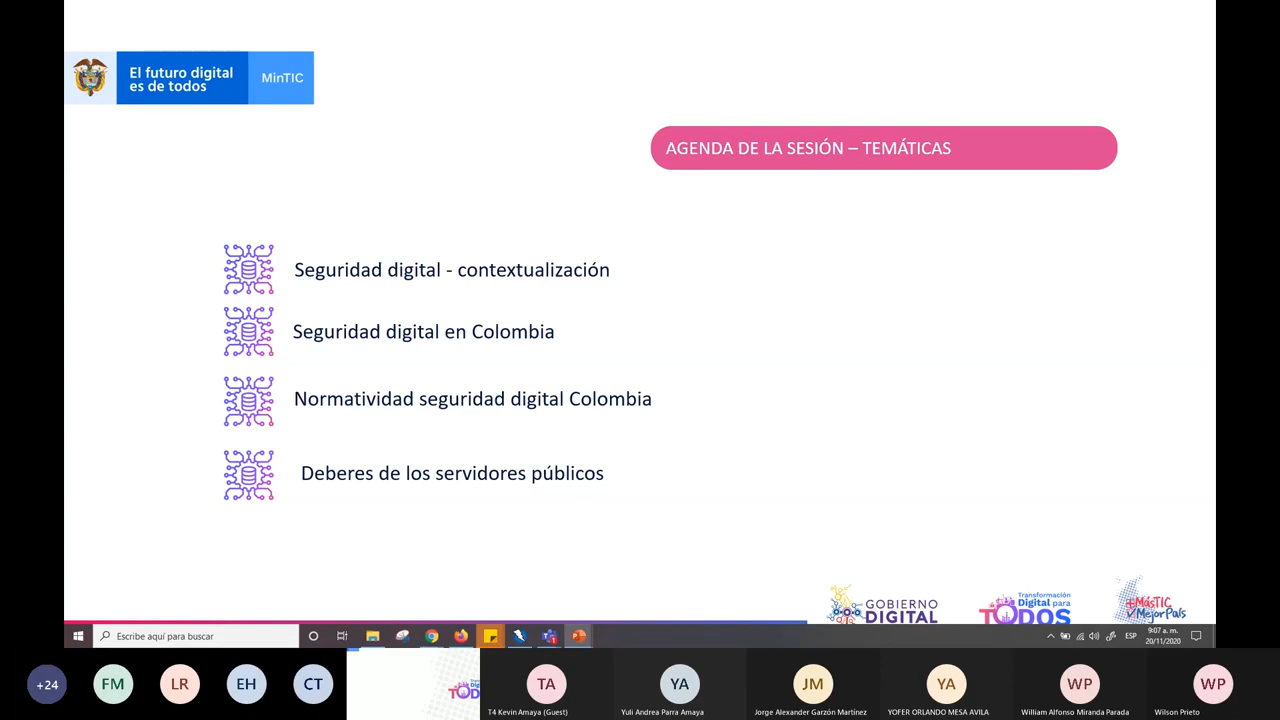 El futuro digital
es de todos
MinTIC
AGENDA DE LA SESIÓN – TEMÁTICAS
Seguridad digital - contextualización
Seguridad digital en Colombia
Normatividad seguridad digital Colombia
Deberes de los servidores públicos
GOBIERNO
DIGITAL
Transformación
Digital para
TODOS
+MásTIC
MejorPaís
Escribe aquí para buscar
ESP
9:07 a. m.
20/11/2020
+24
FM
LR
EH
CT
TA
YA
JM
YA
WP
WP
T4 Kevin Amaya (Guest)
Yuli Andrea Parra Amaya
Jorge Alexander Garzón Martínez
YOFER ORLANDO MESA AVILA
William Alfonso Miranda Parada
Wilson Prieto